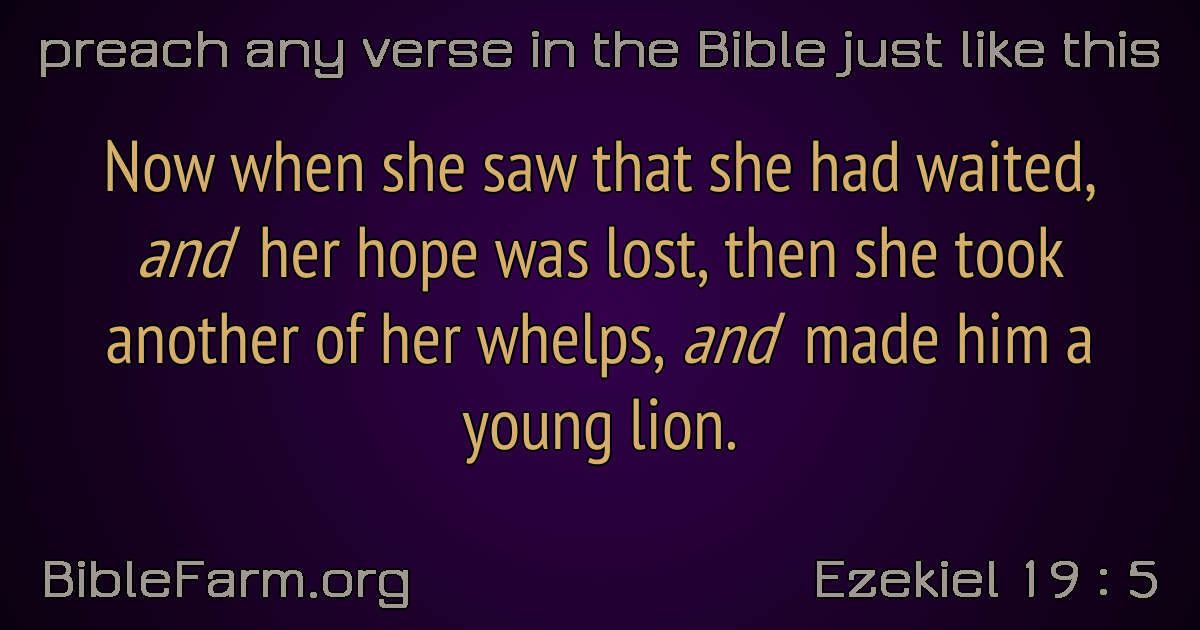 preach any verse in the Bible just like this
Now when she saw that she had waited,
and her hope was lost, then she took
another of her whelps, and made him a
young lion.
BibleFarm.org
Ezekiel 19 : 5